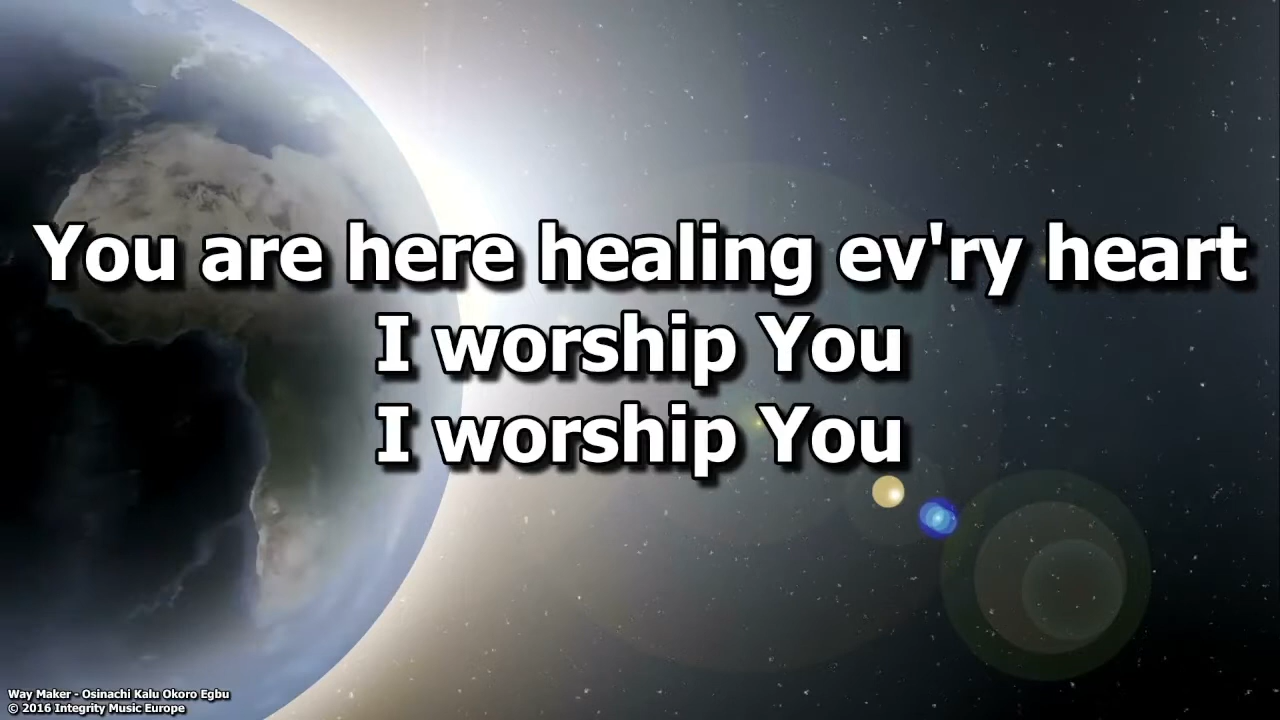 You are here healing ev'ry heart
I worship You
I worship You
Way Maker - Osinachi Kalu Okoro Egbu
© 2016 Integrity Music Europe